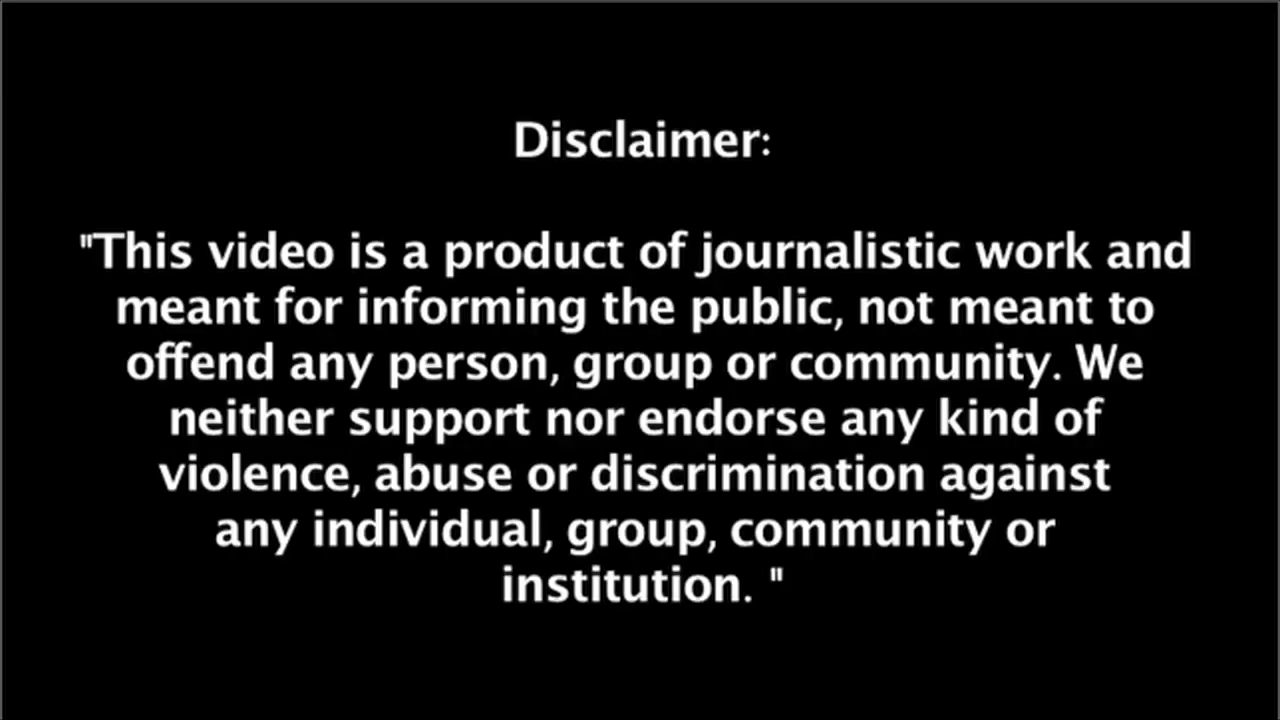 Disclaimer:
"This video is a product of journalistic work and
meant for informing the public, not meant to
offend any person, group or community. We
neither support nor endorse any kind of
violence, abuse or discrimination against
any individual, group, community or
institution. "